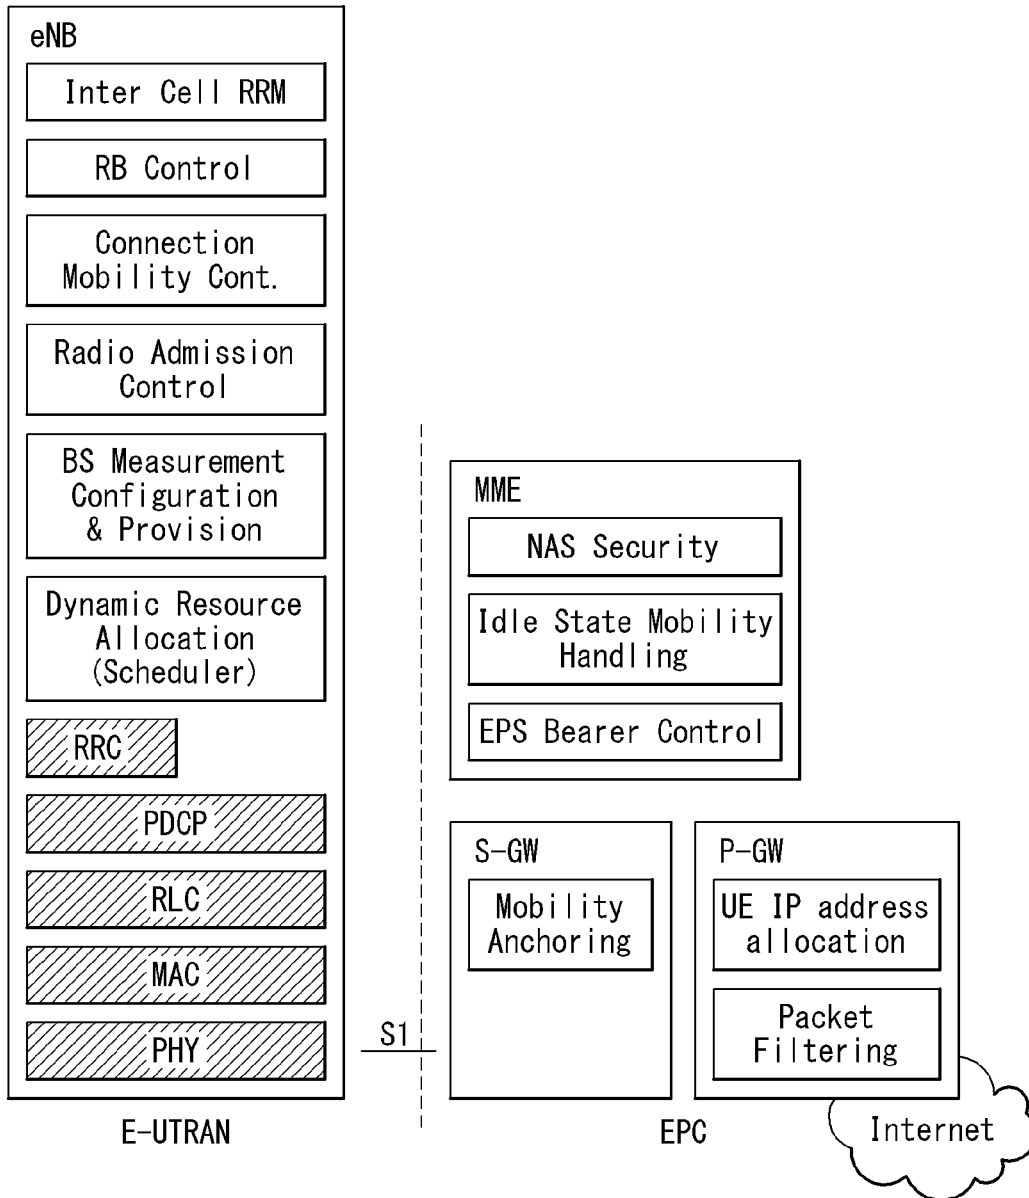 eNB
Inter Cell RRM
RB Control
Connection
Mobility Cont.
Radio Admission
Control
BS Measurement
Configuration
& Provision
Dynamic Resource
Allocation
(Scheduler)
RRC
PDCP
RLC
MAC
PHY
E-UTRAN
S1
MME
NAS Security
Idle State Mobility
Handling
EPS Bearer Control
S-GW
Mobility
Anchoring
P-GW
UE IP address
allocation
Packet
Filtering
EPC
Internet